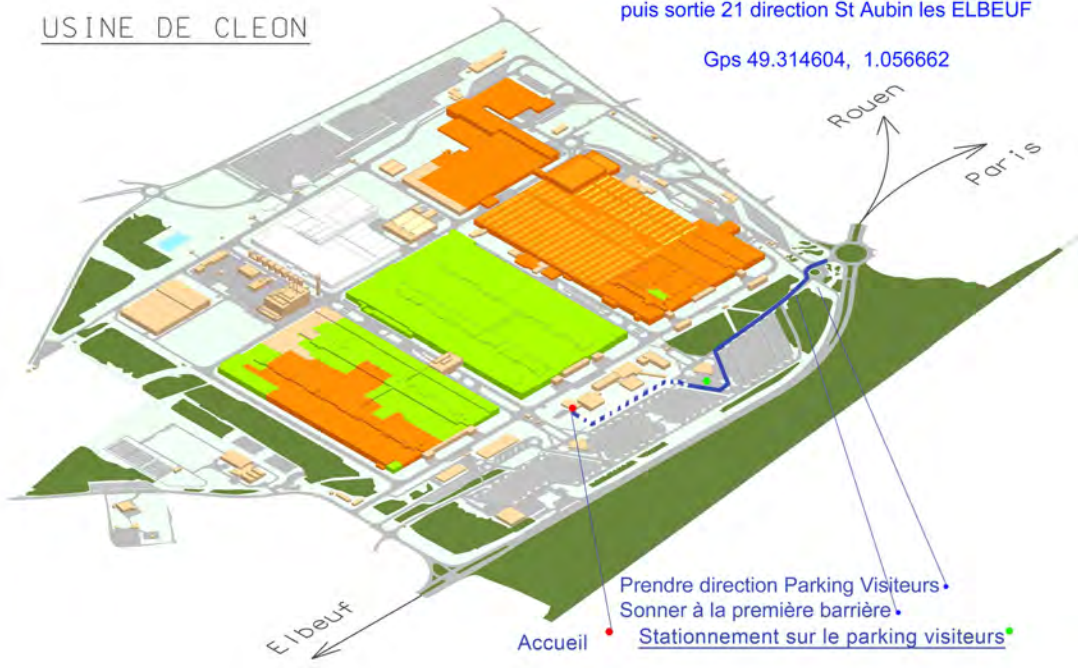 USINE DE CLEON
puis sortie 21 direction St Aubin les ELBEUF
Gps 49.314604, 1.056662
Rouen
Paris
Prendre direction Parking Visiteurs
Sonner à la première barrière
Elbeuf
Accueil
Stationnement sur le parking visiteurs